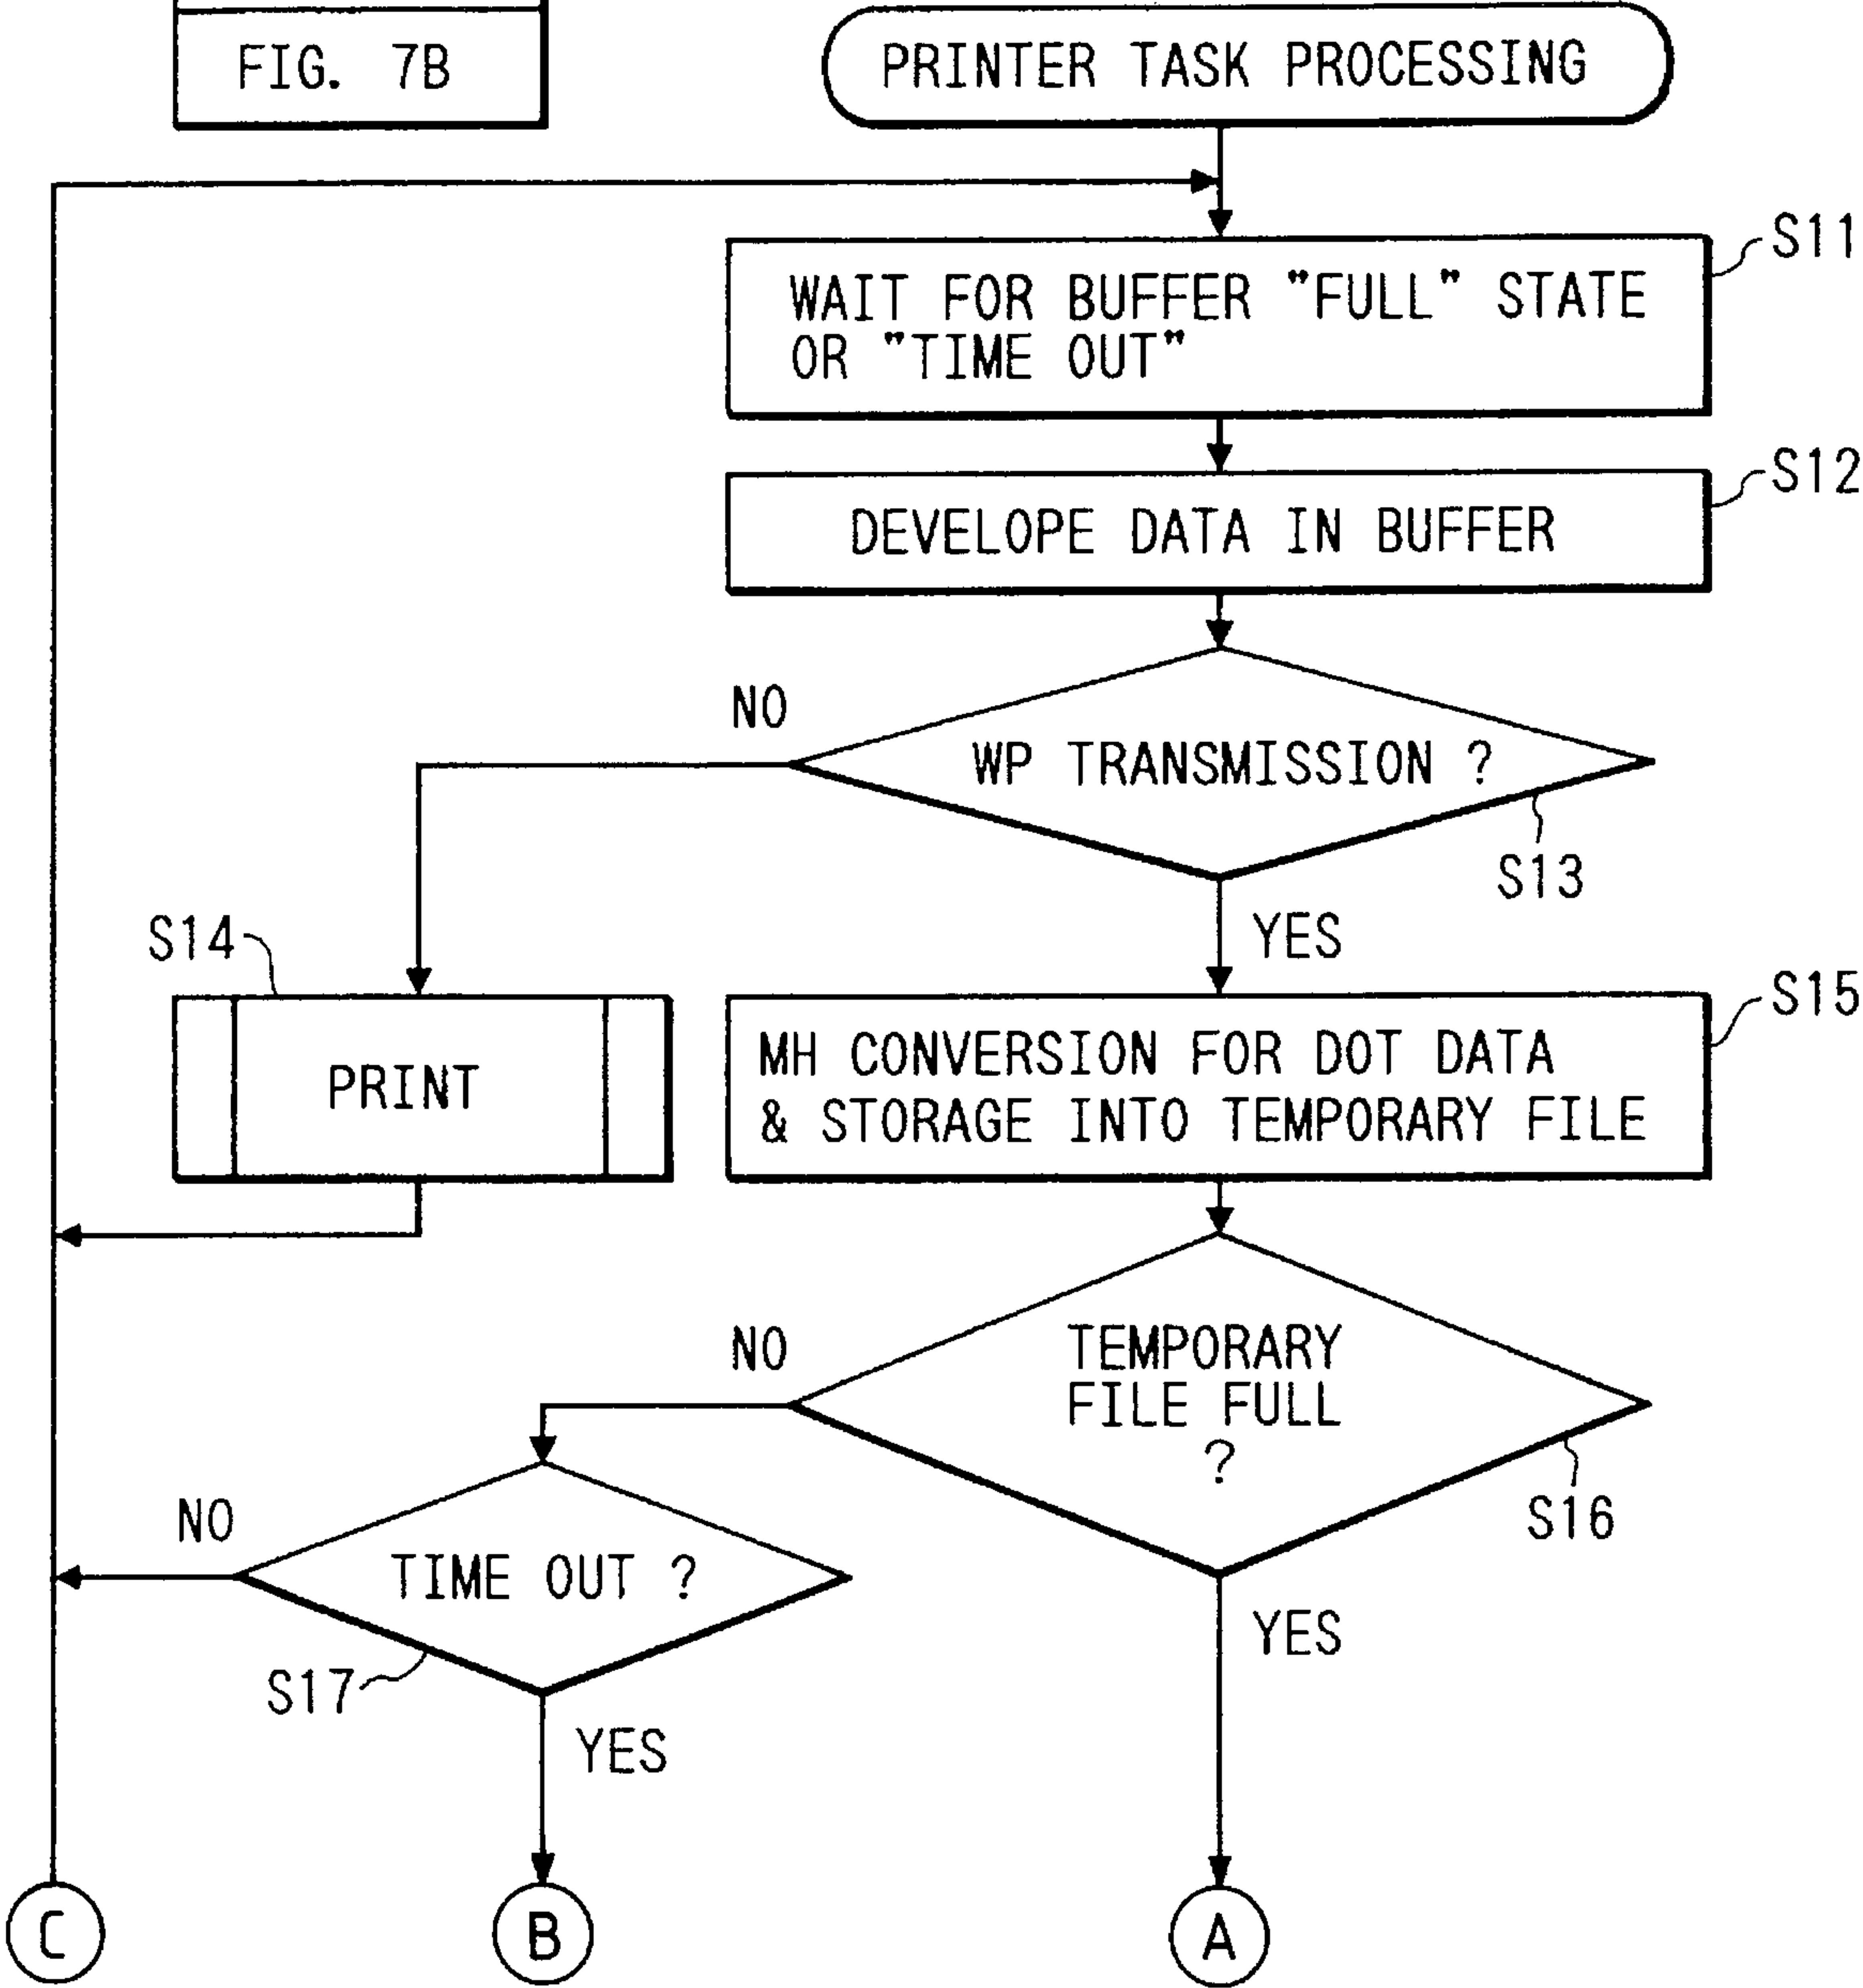 FIG. 7B
PRINTER TASK PROCESSING
S11
WAIT FOR BUFFER "FULL" STATE
OR "TIME OUT"
S12
DEVELOPE DATA IN BUFFER
NO
WP TRANSMISSION ?
S13
YES
S14
PRINT
S15
MH CONVERSION FOR DOT DATA
& STORAGE INTO TEMPORARY FILE
NO
TEMPORARY
FILE FULL
?
S16
YES
NO
TIME OUT ?
S17
YES
C
B
A